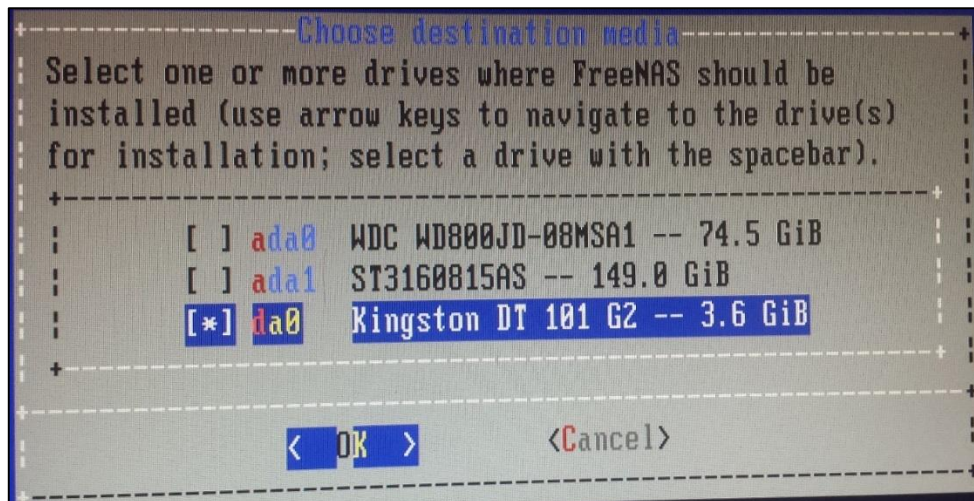 Choose destination media
Select one or more drives where FreeNAS should be
installed (use arrow keys to navigate to the drive(s)
for installation; select a drive with the spacebar).
[ ] ada0 WDC WD800JD-08MSA1 -- 74.5 GiB
[ ] ada1 ST3160815AS -- 149.0 GiB
[*] da0 Kingston DT 101 G2 -- 3.6 GiB
< OK > <Cancel>